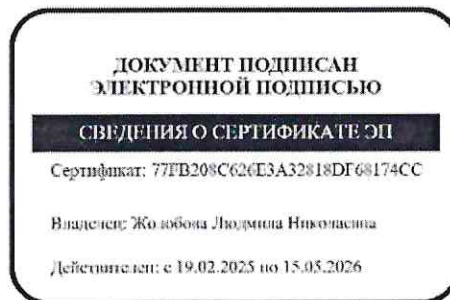 ДОКУМЕНТ ПОДПИСАН
ЭЛЕКТРОННОЙ ПОДПИСЬЮ
СВЕДЕНИЯ О СЕРТИФИКАТЕ ЭП
Сертификат: 77FB208C626E3A32818DF68174CC
Владелец: Жолобова Людмила Николаевна
Действителен: с 19.02.2025 по 15.05.2026